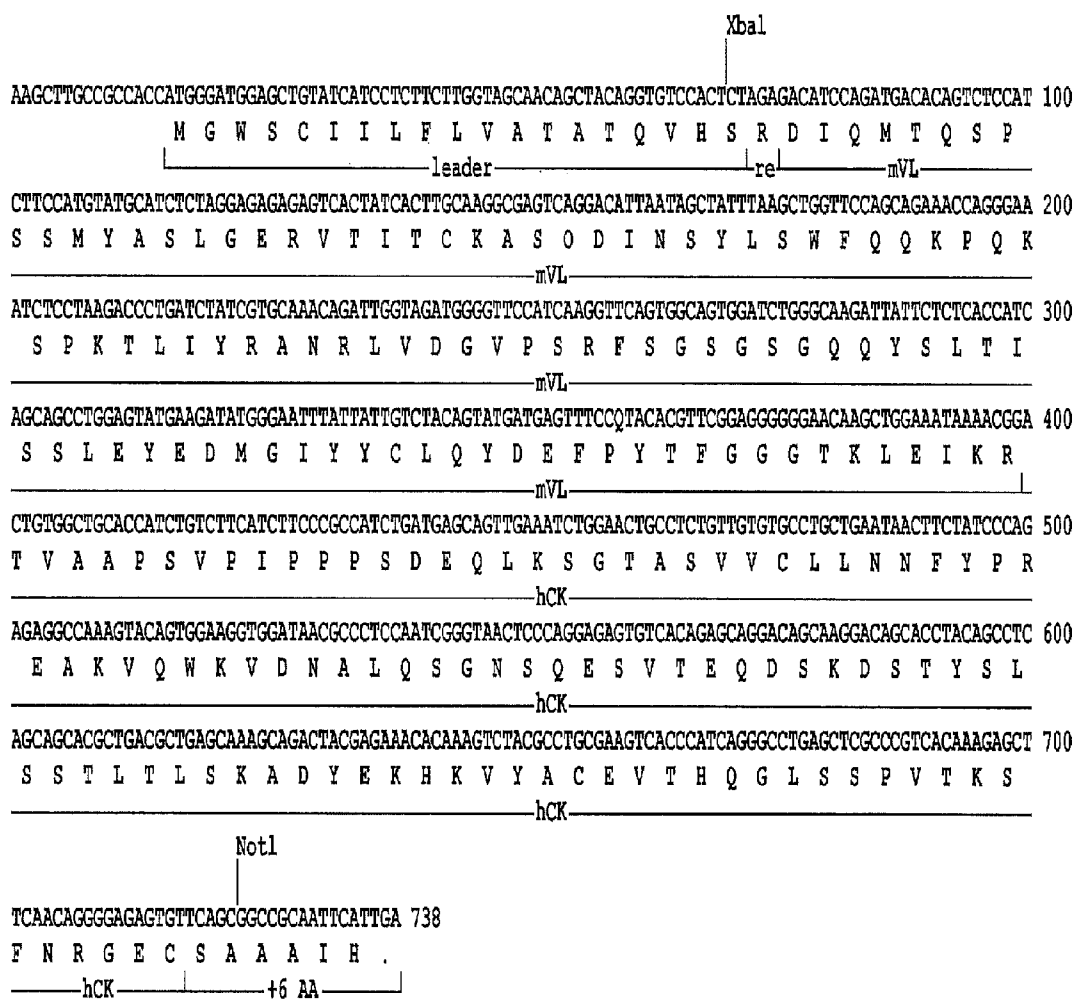 XbaI
AAGCTTGCCGCCACCATGGGATGGAGCTGTATCATCCTCTTCTTGGTAGCAACAGCTACAGGTGTCCACTCTAGAGACATCCAGATGACACAGTCTCCAT 100
M G W S C I I L F L V A T A T Q V H S R D I Q M T Q S P
leader re mVL
CTTCCATGTATGCATCTCTAGGAGAGAGAGTCACTATCACTTGCAAGGCGAGTCAGGACATTAATAGCTATTTAAGCTGGTTCCAGCAGAAACCAGGGAA 200
S S M Y A S L G E R V T I T C K A S O D I N S Y L S W F Q Q K P Q K
mVL
ATCTCCTAAGACCCTGATCTATCGTGCAAACAGATTGGTAGATGGGGTTCCATCAAGGTTCAGTGGCAGTGGATCTGGGCAAGATTATTCTCTCACCATC 300
S P K T L I Y R A N R L V D G V P S R F S G S G S G Q Q Y S L T I
mVL
AGCAGCCTGGAGTATGAAGATATGGGAATTTATTATTGTCTACAGTATGATGAGTTTCCQTACACGTTCGGAGGGGGGAACAAGCTGGAAATAAAACGGA 400
S S L E Y E D M G I Y Y C L Q Y D E F P Y T F G G G T K L E I K R
mVL
CTGTGGCTGCACCATCTGTCTTCATCTTCCCGCCATCTGATGAGCAGTTGAAATCTGGAACTGCCTCTGTTGTGTGCCTGCTGAATAACTTCTATCCCAG 500
T V A A P S V P I P P P S D E Q L K S G T A S V V C L L N N F Y P R
hCK
AGAGGCCAAAGTACAGTGGAAGGTGGATAACGCCCTCCAATCGGGTAACTCCCAGGAGAGTGTCACAGAGCAGGACAGCAAGGACAGCACCTACAGCCTC 600
E A K V Q W K V D N A L Q S G N S Q E S V T E Q D S K D S T Y S L
hCK
AGCAGCACGCTGACGCTGAGCAAAGCAGACTACGAGAAACACAAAGTCTACGCCTGCGAAGTCACCCATCAGGGCCTGAGCTCGCCCGTCACAAAGAGCT 700
S S T L T L S K A D Y E K H K V Y A C E V T H Q G L S S P V T K S
hCK
NotI
TCAACAGGGGAGAGTGTTCAGCGGCCGCAATTCATTGA 738
F N R G E C S A A A I H .
hCK +6 AA